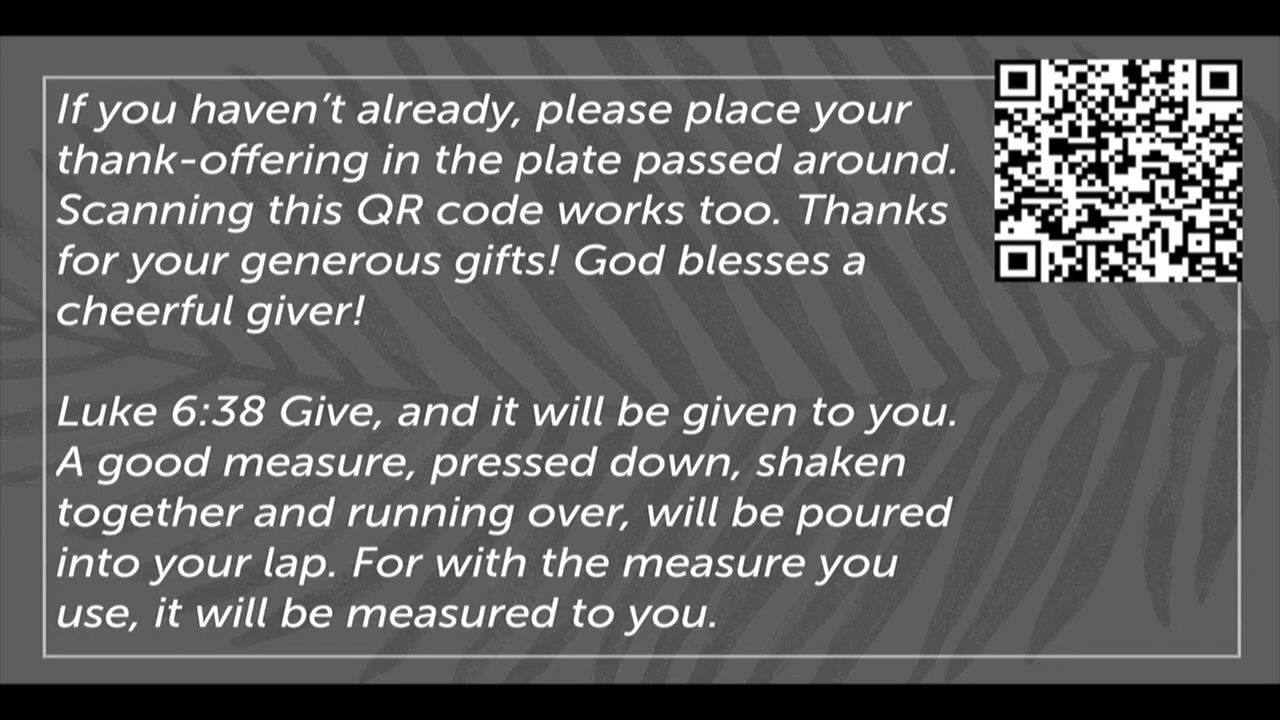 If you haven't already, please place your
thank-offering in the plate passed around.
Scanning this QR code works too. Thanks
for your generous gifts! God blesses a
cheerful giver!
Luke 6:38 Give, and it will be given to you.
A good measure, pressed down, shaken
together and running over, will be poured
into your lap. For with the measure you
use, it will be measured to you.